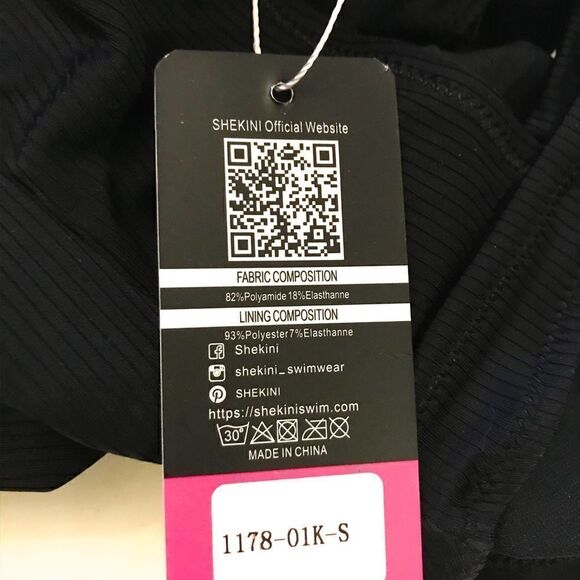 SHEKINI Official Website
FABRIC COMPOSITION
82%Polyamide 18%Elasthanne
LINING COMPOSITION
93%Polyester7%Elasthanne
Shekini
shekini_swimwear
SHEKINI
https://shekiniswim.com
30°
MADE IN CHINA
1178-01K-S